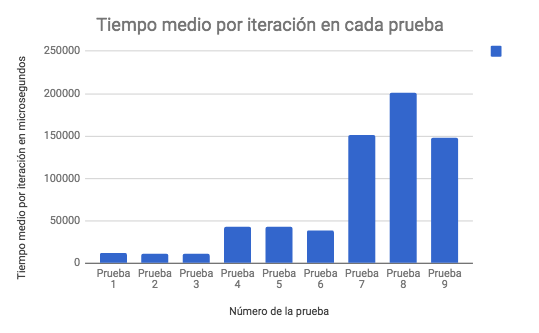 Tiempo medio por iteración en cada prueba
Tiempo medio por iteración en microsegundos
250000
200000
150000
100000
50000
0
Prueba 1
Prueba 2
Prueba 3
Prueba 4
Prueba 5
Prueba 6
Prueba 7
Prueba 8
Prueba 9
Número de la prueba